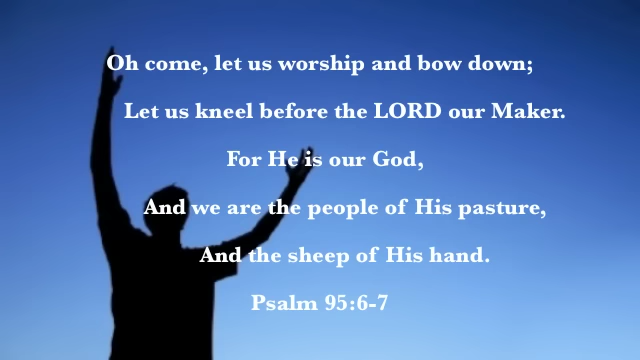 Oh come, let us worship and bow down;
Let us kneel before the LORD our Maker.
For He is our God,
And we are the people of His pasture,
And the sheep of His hand.
Psalm 95:6-7